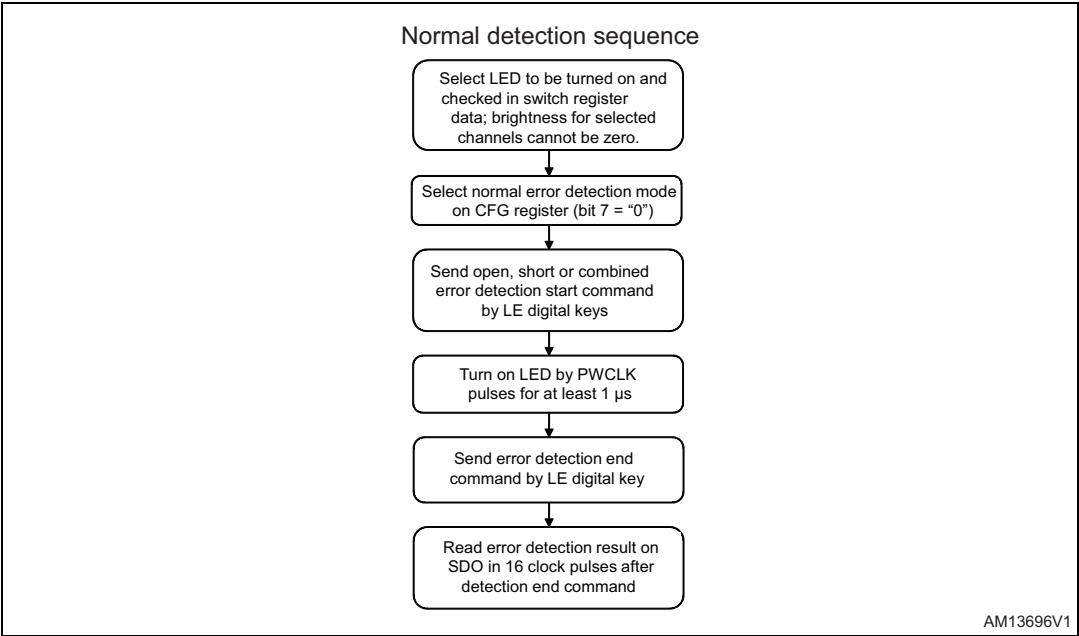 Normal detection sequence
Select LED to be turned on and
checked in switch register
data; brightness for selected
channels cannot be zero.
Select normal error detection mode
on CFG register (bit 7 = “0”)
Send open, short or combined
error detection start command
by LE digital keys
Turn on LED by PWCLK
pulses for at least 1 µs
Send error detection end
command by LE digital key
Read error detection result on
SDO in 16 clock pulses after
detection end command
AM13696V1